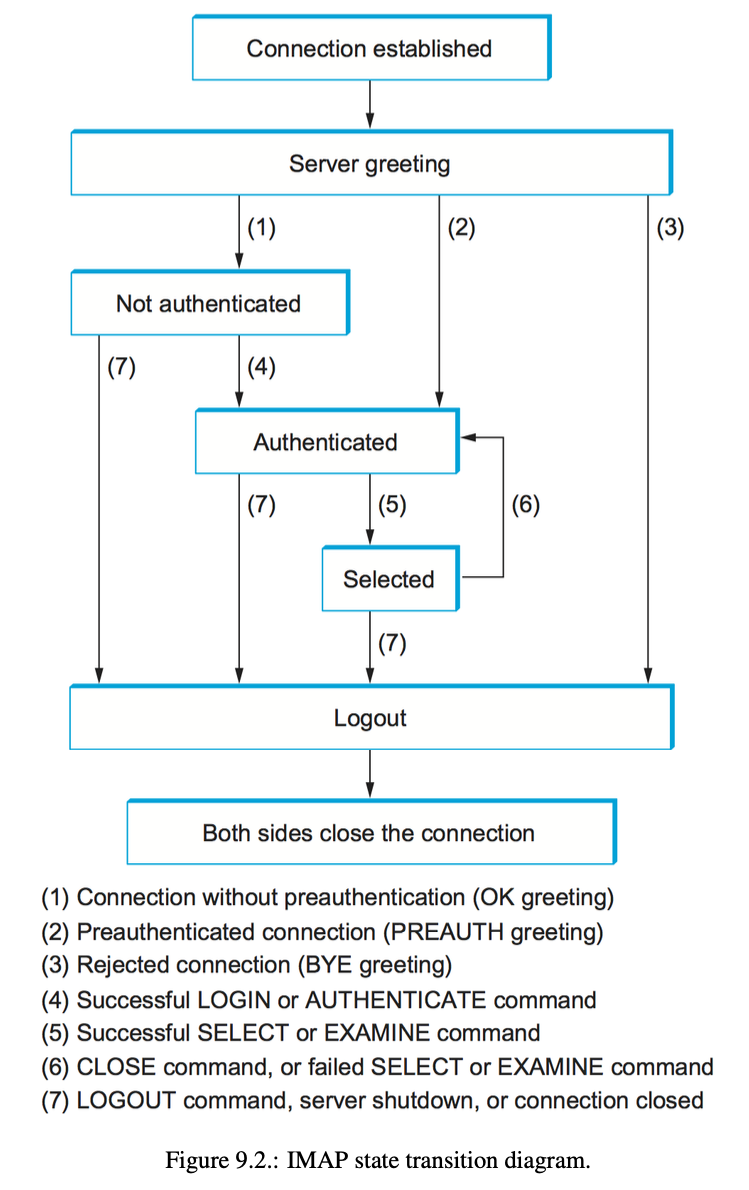 Connection established
Server greeting
(1)
(2)
(3)
Not authenticated
(7)
(4)
Authenticated
(7)
(5)
(6)
Selected
(7)
Logout
Both sides close the connection
(1) Connection without preauthentication (OK greeting)
(2) Preauthenticated connection (PREAUTH greeting)
(3) Rejected connection (BYE greeting)
(4) Successful LOGIN or AUTHENTICATE command
(5) Successful SELECT or EXAMINE command
(6) CLOSE command, or failed SELECT or EXAMINE command
(7) LOGOUT command, server shutdown, or connection closed
Figure 9.2.: IMAP state transition diagram.